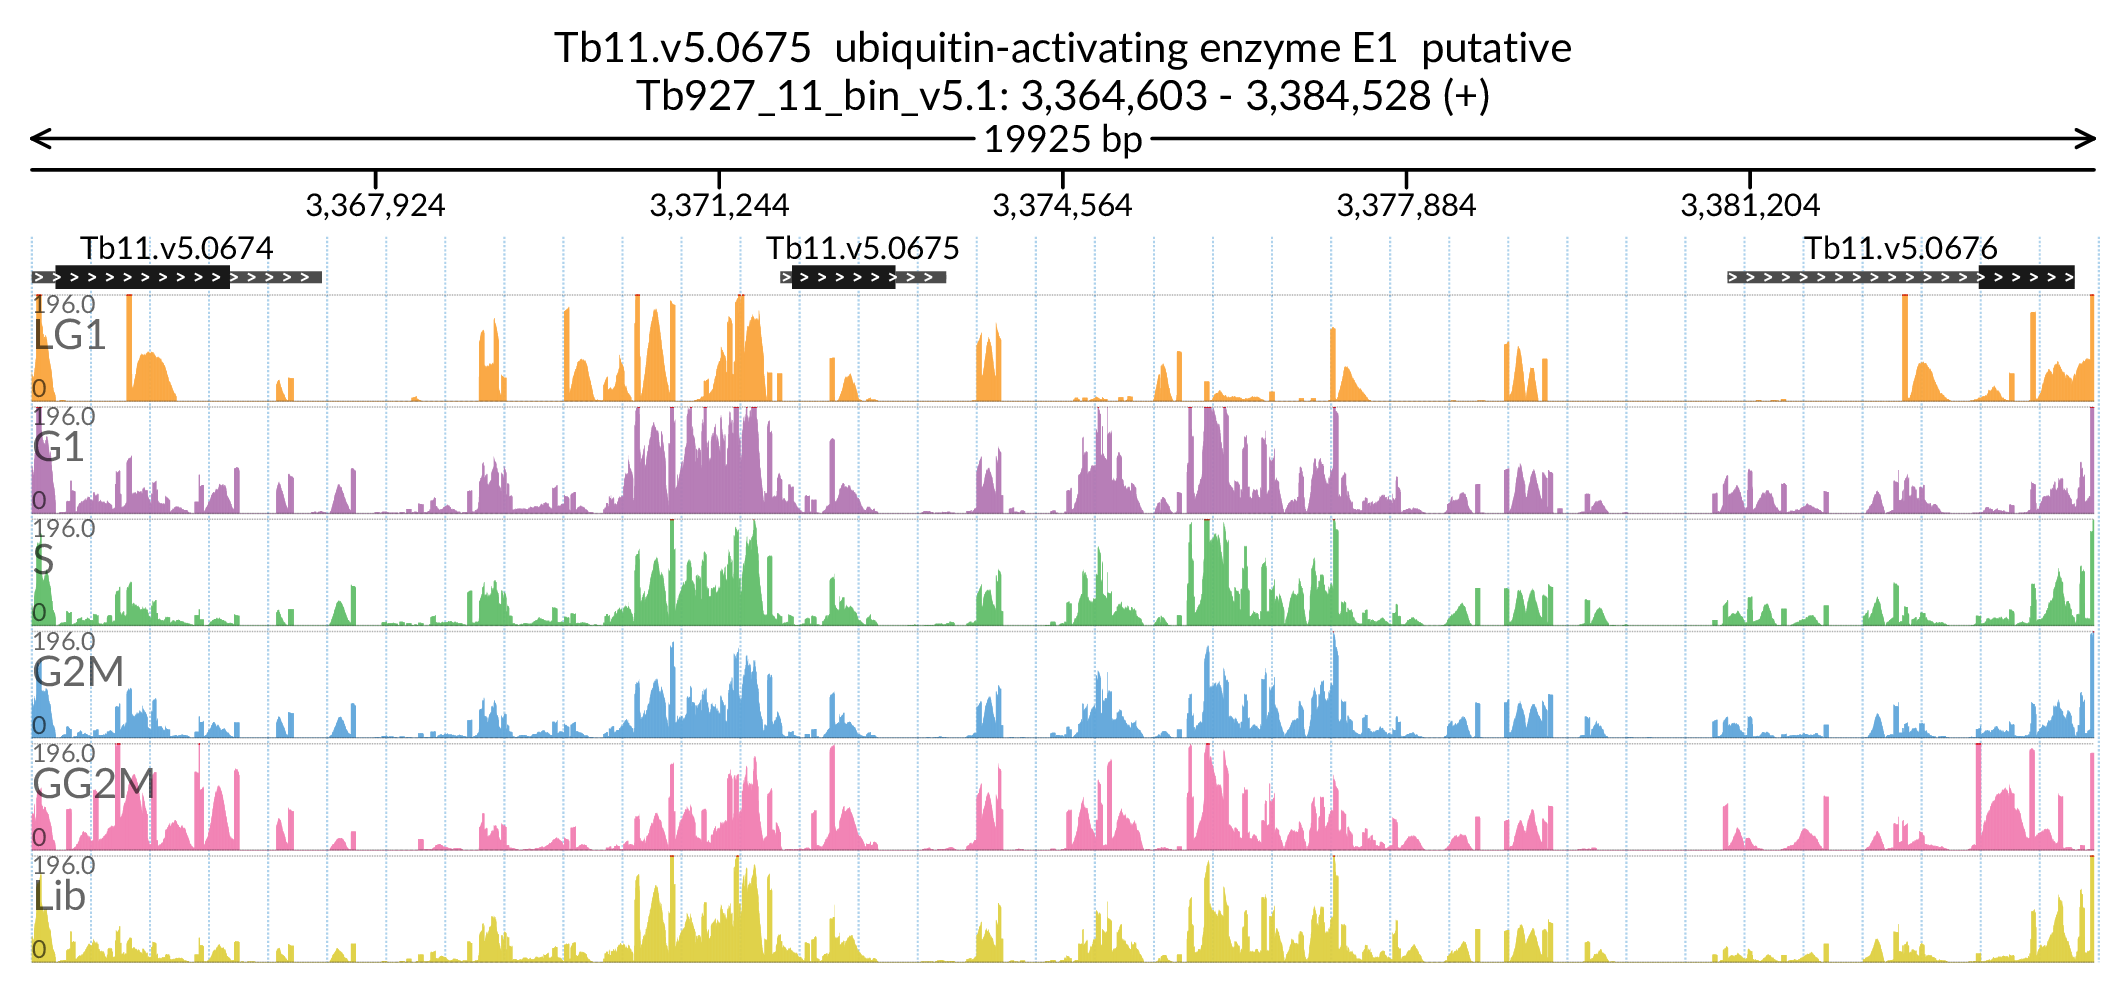 Tb11.v5.0675 ubiquitin-activating enzyme E1 putative
Tb927_11_bin_v5.1: 3,364,603 - 3,384,528 (+)
19925 bp
3,367,924 3,371,244 3,374,564 3,377,884 3,381,204
Tb11.v5.0674 Tb11.v5.0675 Tb11.v5.0676
196.0
LG1
0
196.0
G1
0
196.0
S
0
196.0
G2M
0
196.0
GG2M
0
196.0
Lib
0